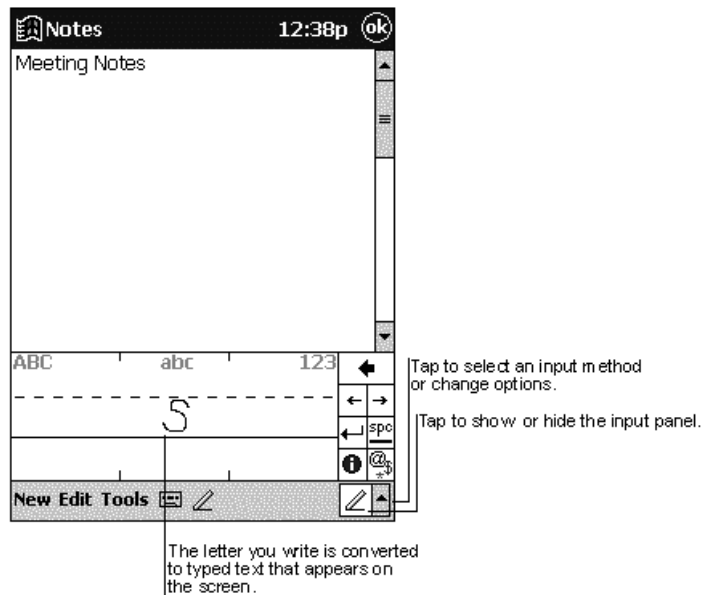 Notes 12:38p ok
Meeting Notes
ABC abc 123
S
spc
@
*$
New Edit Tools
Tap to select an input method
or change options.
Tap to show or hide the input panel.
The letter you write is converted
to typed text that appears on
the screen.